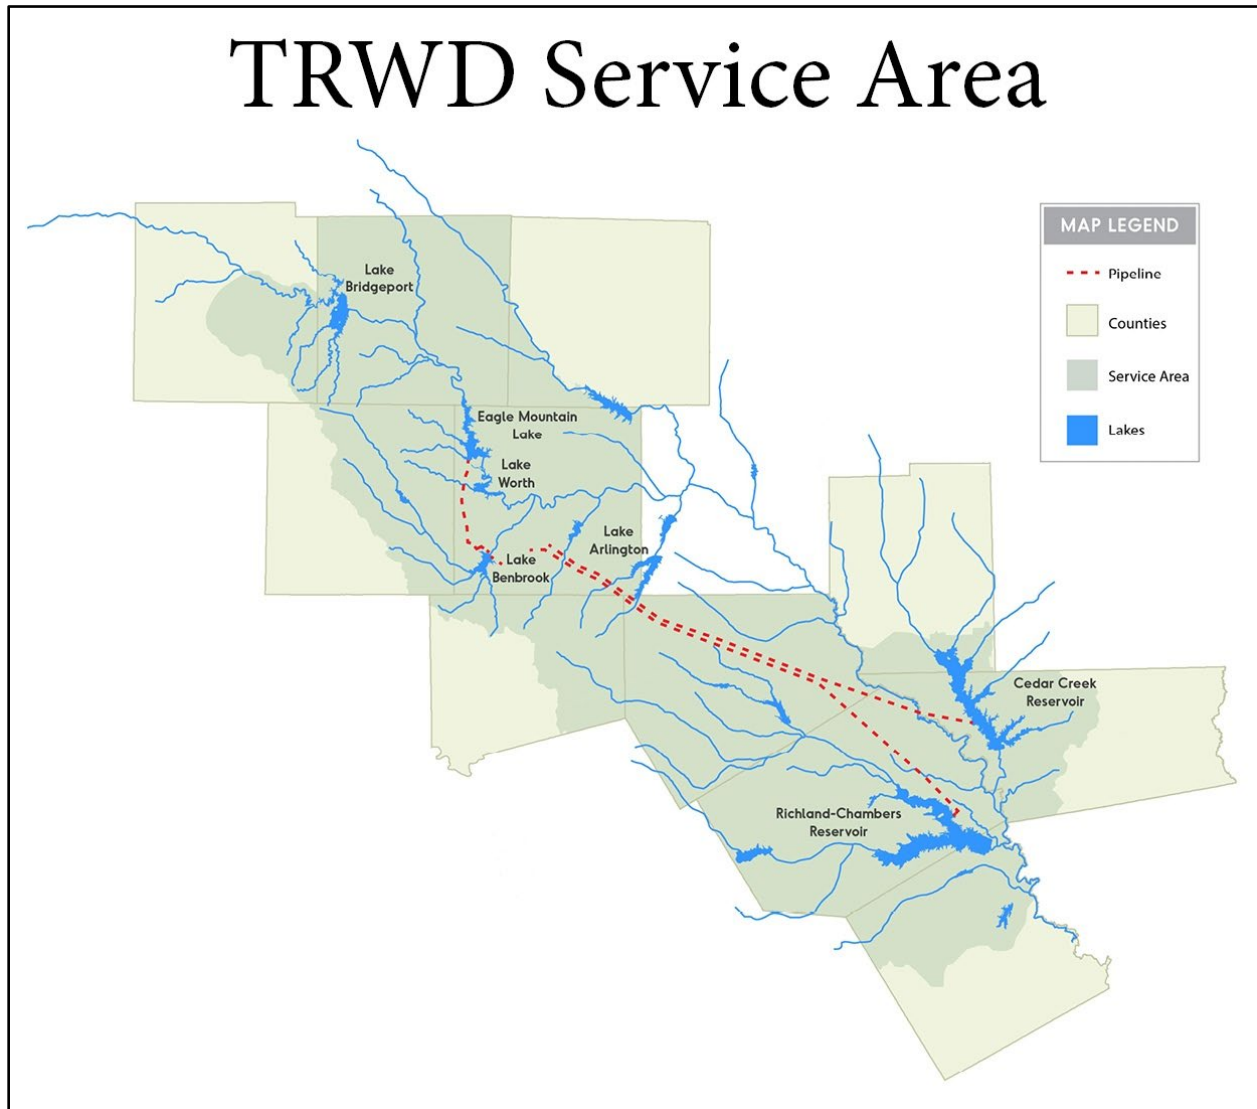 TRWD Service Area
MAP LEGEND
Pipeline
Counties
Service Area
Lakes
Lake
Bridgeport
Eagle Mountain
Lake
Lake
Worth
Lake
Arlington
Lake
Benbrook
Cedar Creek
Reservoir
Richland-Chambers
Reservoir